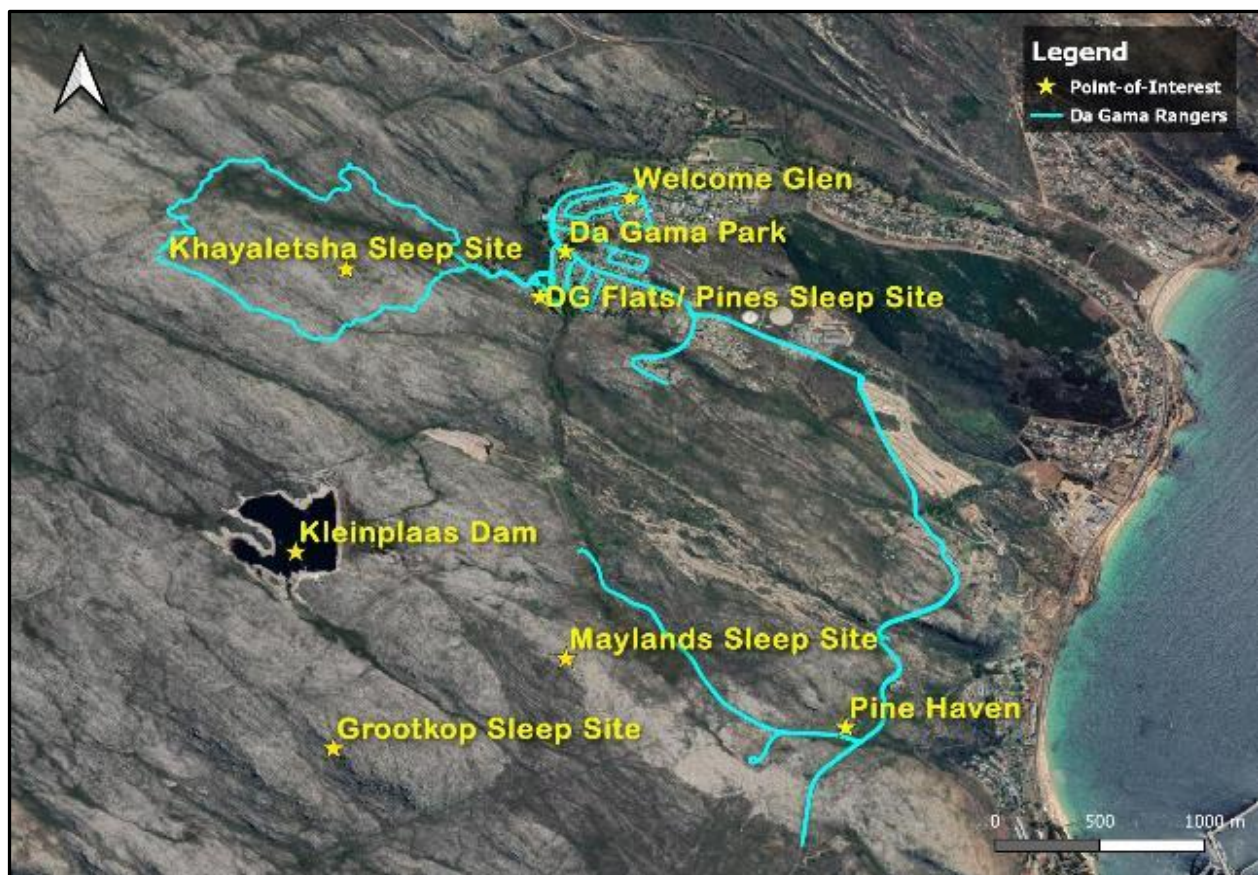 Legend
Point-of-Interest
Da Gama Rangers
Welcome Glen
Da Gama Park
Khayaletsha Sleep Site
DG Flats/ Pines Sleep Site
Kleinplaas Dam
Maylands Sleep Site
Pine Haven
Grootkop Sleep Site
0 500 1000 m